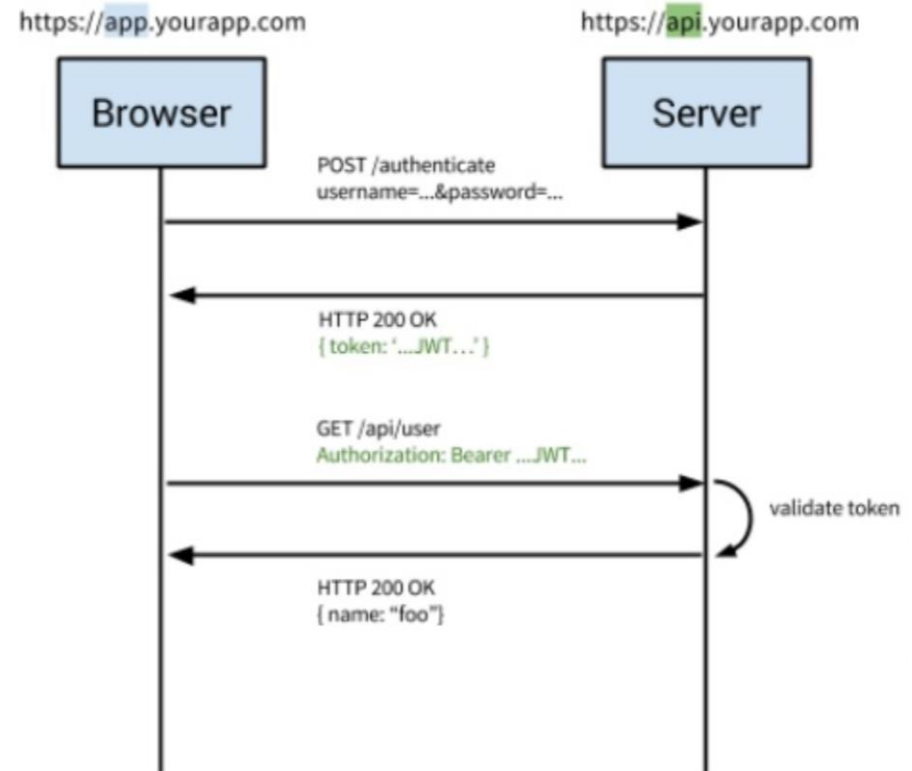 https://app.yourapp.com
https://api.yourapp.com
Browser
Server
POST /authenticate
username=...&password=...
HTTP 200 OK
{ token: ‘...JWT...’ }
GET /api/user
Authorization: Bearer ...JWT...
validate token
HTTP 200 OK
{ name: “foo”}